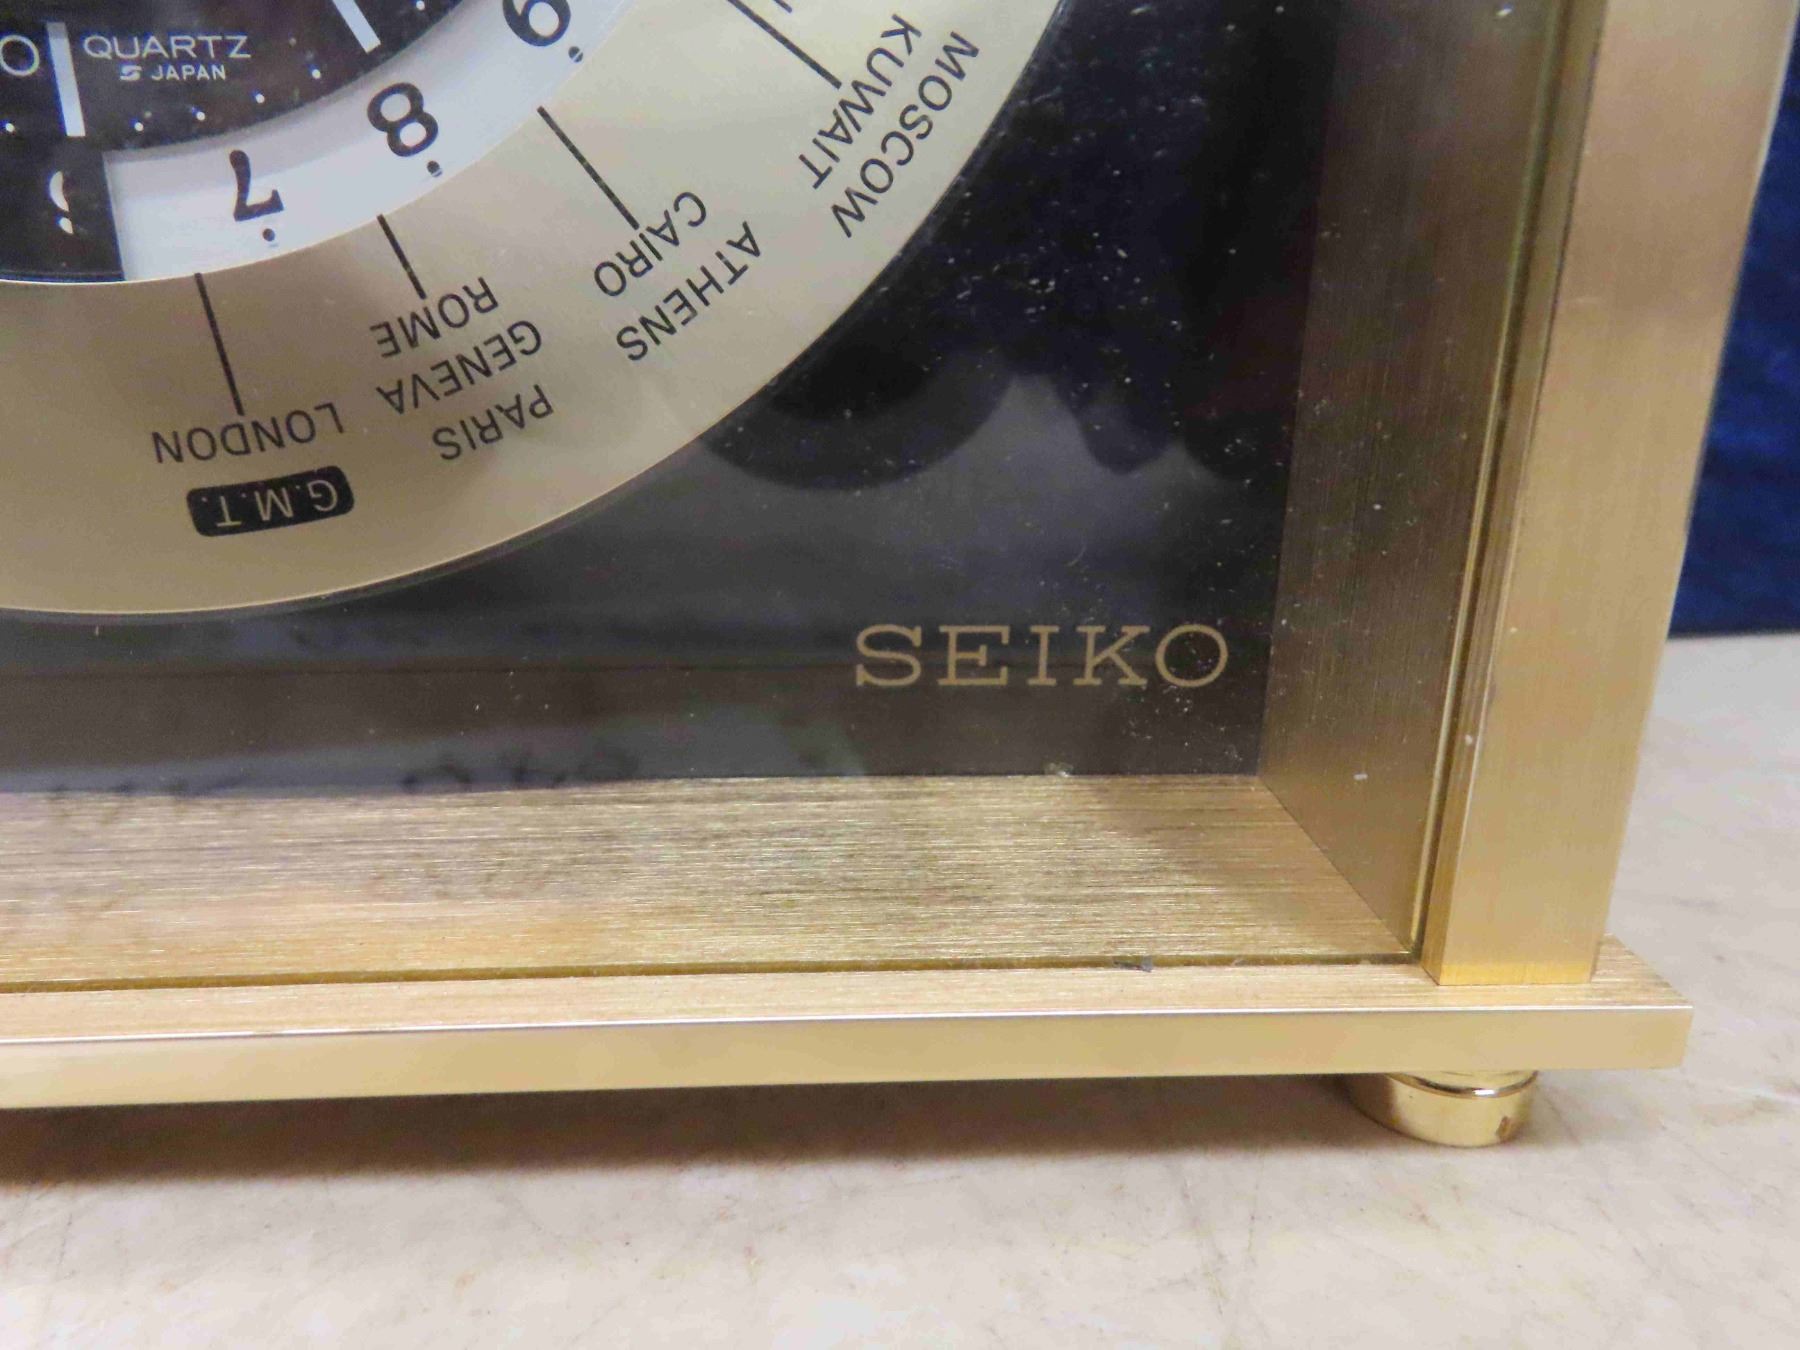 O QUARTZ
JAPAN
9
8
7
MOSCOW
KUWAIT
CAIRO
ATHENS
ROME
GENEVA
PARIS
LONDON
G.M.T.
SEIKO